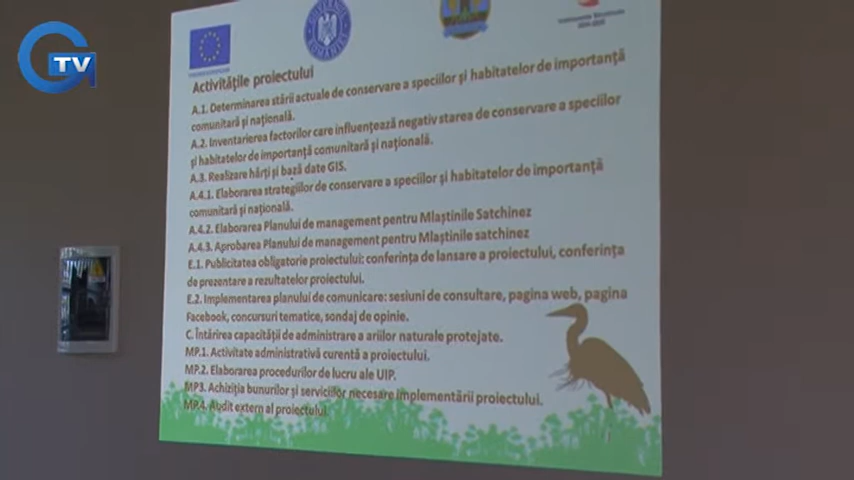 TV
Activitățile proiectului
A.1. Determinarea stării actuale de conservare a speciilor și habitatelor de importanță
comunitară și națională.
A.2. Inventarierea factorilor care influențează negativ starea de conservare a speciilor
și habitatelor de importanță comunitară și națională.
A.3. Realizare hărți și bază date GIS.
A.4.1. Elaborarea strategiilor de conservare a speciilor și habitatelor de importanță
comunitară și națională.
A.4.2. Elaborarea Planului de management pentru Mlaștinile Satchinez
A.4.3. Aprobarea Planului de management pentru Mlaștinile satchinez
E.1. Publicitatea obligatorie proiectului: conferința de lansare a proiectului, conferința
de prezentare a rezultatelor proiectului.
E.2. Implementarea planului de comunicare: sesiuni de consultare, pagina web, pagina
Facebook, concursuri tematice, sondaj de opinie.
C. Întărirea capacității de administrare a ariilor naturale protejate.
MP.1. Activitate administrativă curentă a proiectului.
MP.2. Elaborarea procedurilor de lucru ale UIP.
MP3. Achiziția bunurilor și serviciilor necesare implementării proiectului.
MP.4. Audit extern al proiectului.